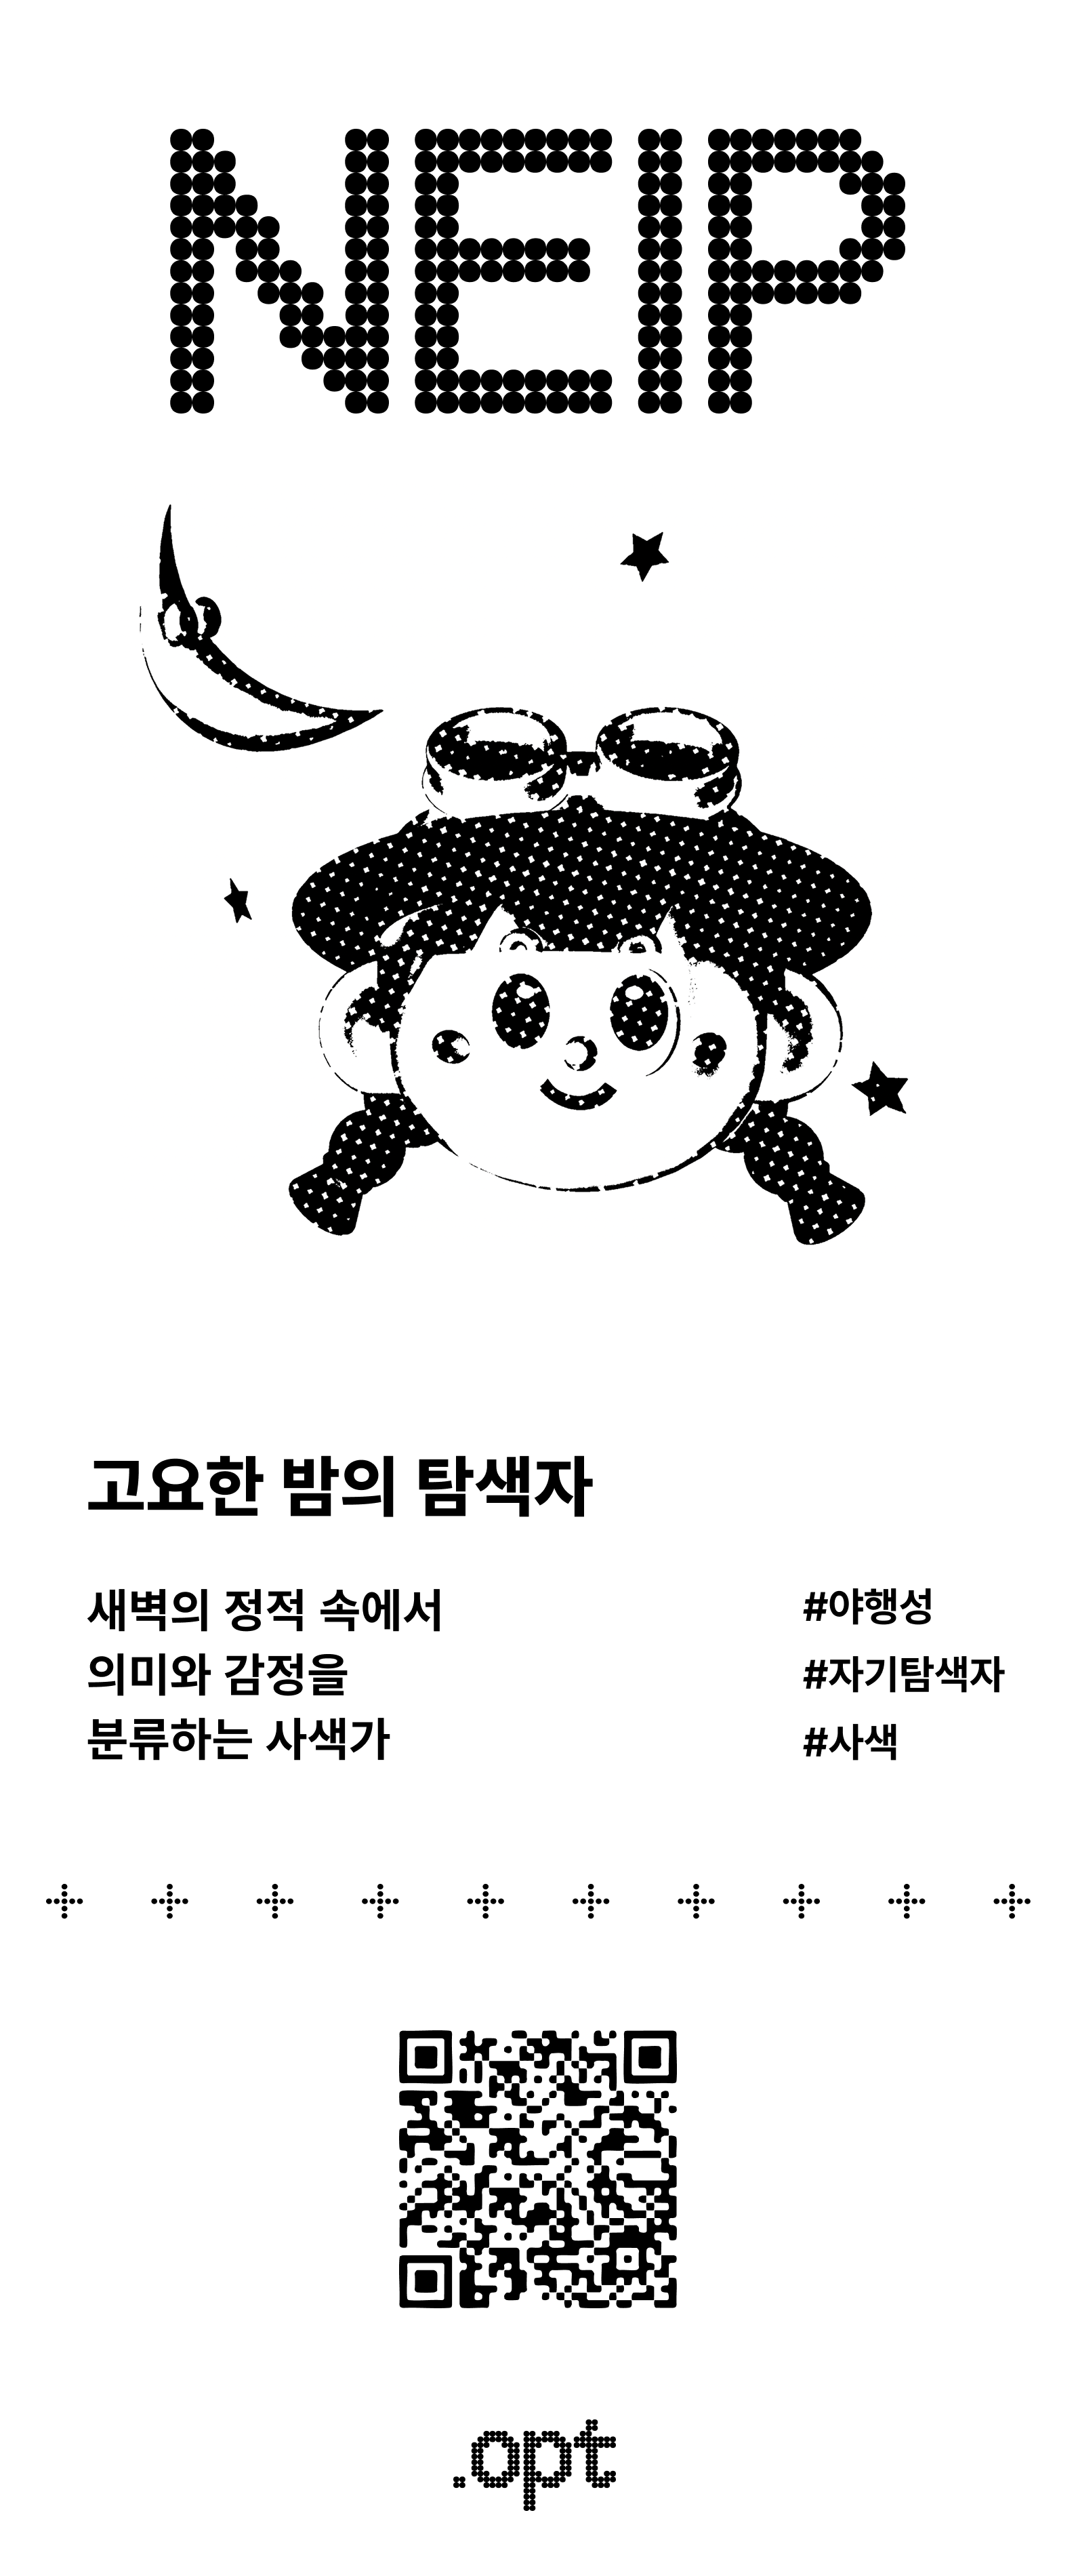 NEIP
고요한 밤의 탐색자
새벽의 정적 속에서
의미와 감정을
분류하는 사색가
#야행성
#자기탐색자
#사색
.opt